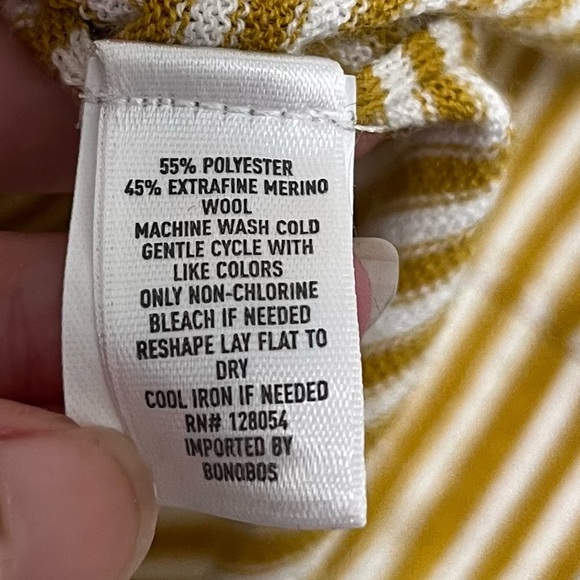 55% POLYESTER
45% EXTRAFINE MERINO
WOOL
MACHINE WASH COLD
GENTLE CYCLE WITH
LIKE COLORS
ONLY NON-CHLORINE
BLEACH IF NEEDED
RESHAPE LAY FLAT TO
DRY
COOL IRON IF NEEDED
RN# 128054
IMPORTED BY
BONOBOS